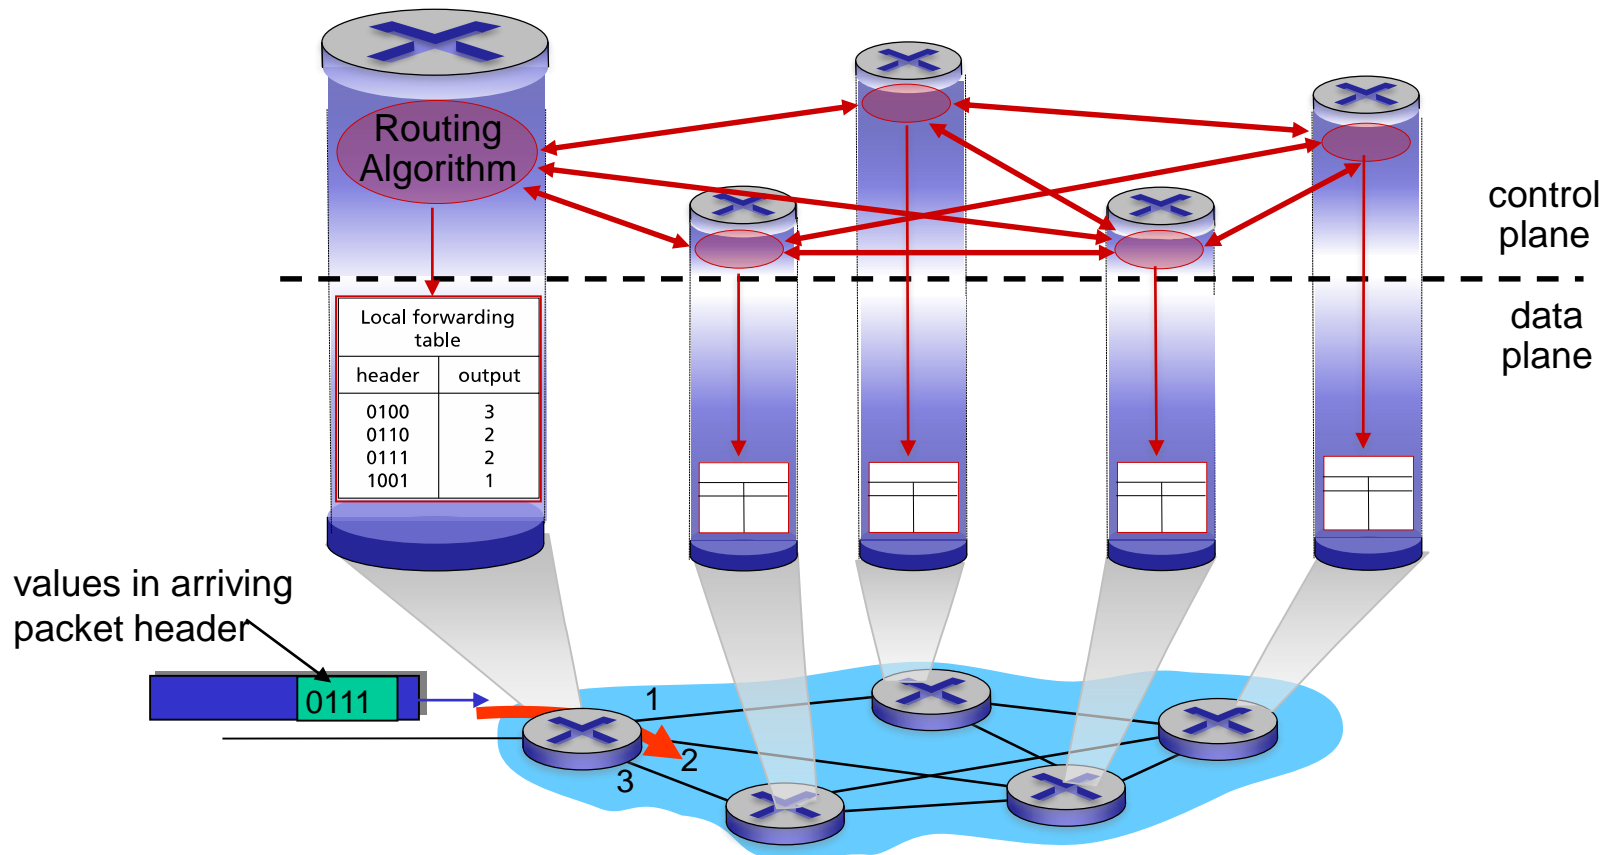 Routing
Algorithm
control
plane
data
plane
Local forwarding
table
header output
0100 3
0110 2
0111 2
1001 1
values in arriving
packet header
0111
1
2
3